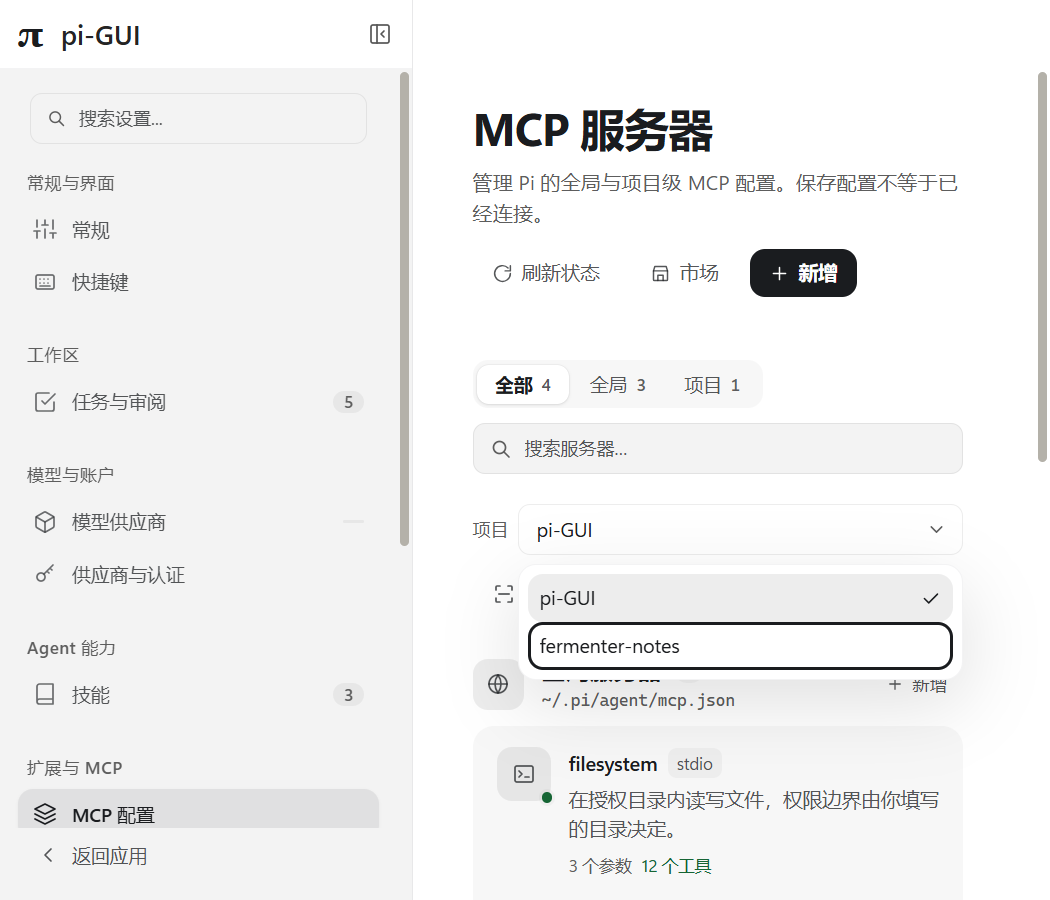 π pi-GUI
搜索设置...
常规与界面
常规
快捷键
工作区
任务与审阅 5
模型与账户
模型供应商
供应商与认证
Agent 能力
技能 3
扩展与 MCP
MCP 配置
返回应用
MCP 服务器
管理 Pi 的全局与项目级 MCP 配置。保存配置不等于已
经连接。
刷新状态 市场 + 新增
全部 4 全局 3 项目 1
搜索服务器...
项目 pi-GUI
pi-GUI
fermenter-notes
+ 新增
~/.pi/agent/mcp.json
filesystem stdio
在授权目录内读写文件，权限边界由你填写
的目录决定。
3 个参数 12 个工具